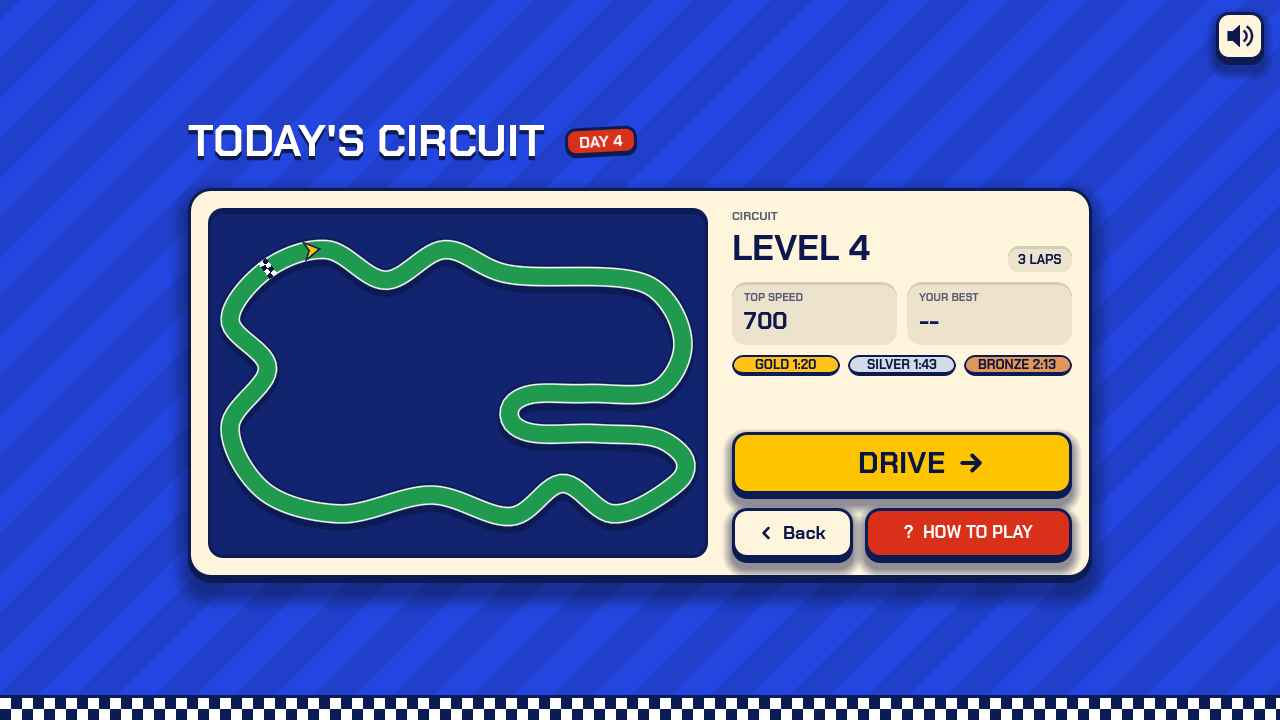 TODAY'S CIRCUIT
DAY 4
CIRCUIT
LEVEL 4
3 LAPS
TOP SPEED
700
YOUR BEST
--
GOLD 1:20
SILVER 1:43
BRONZE 2:13
DRIVE →
Back
? HOW TO PLAY